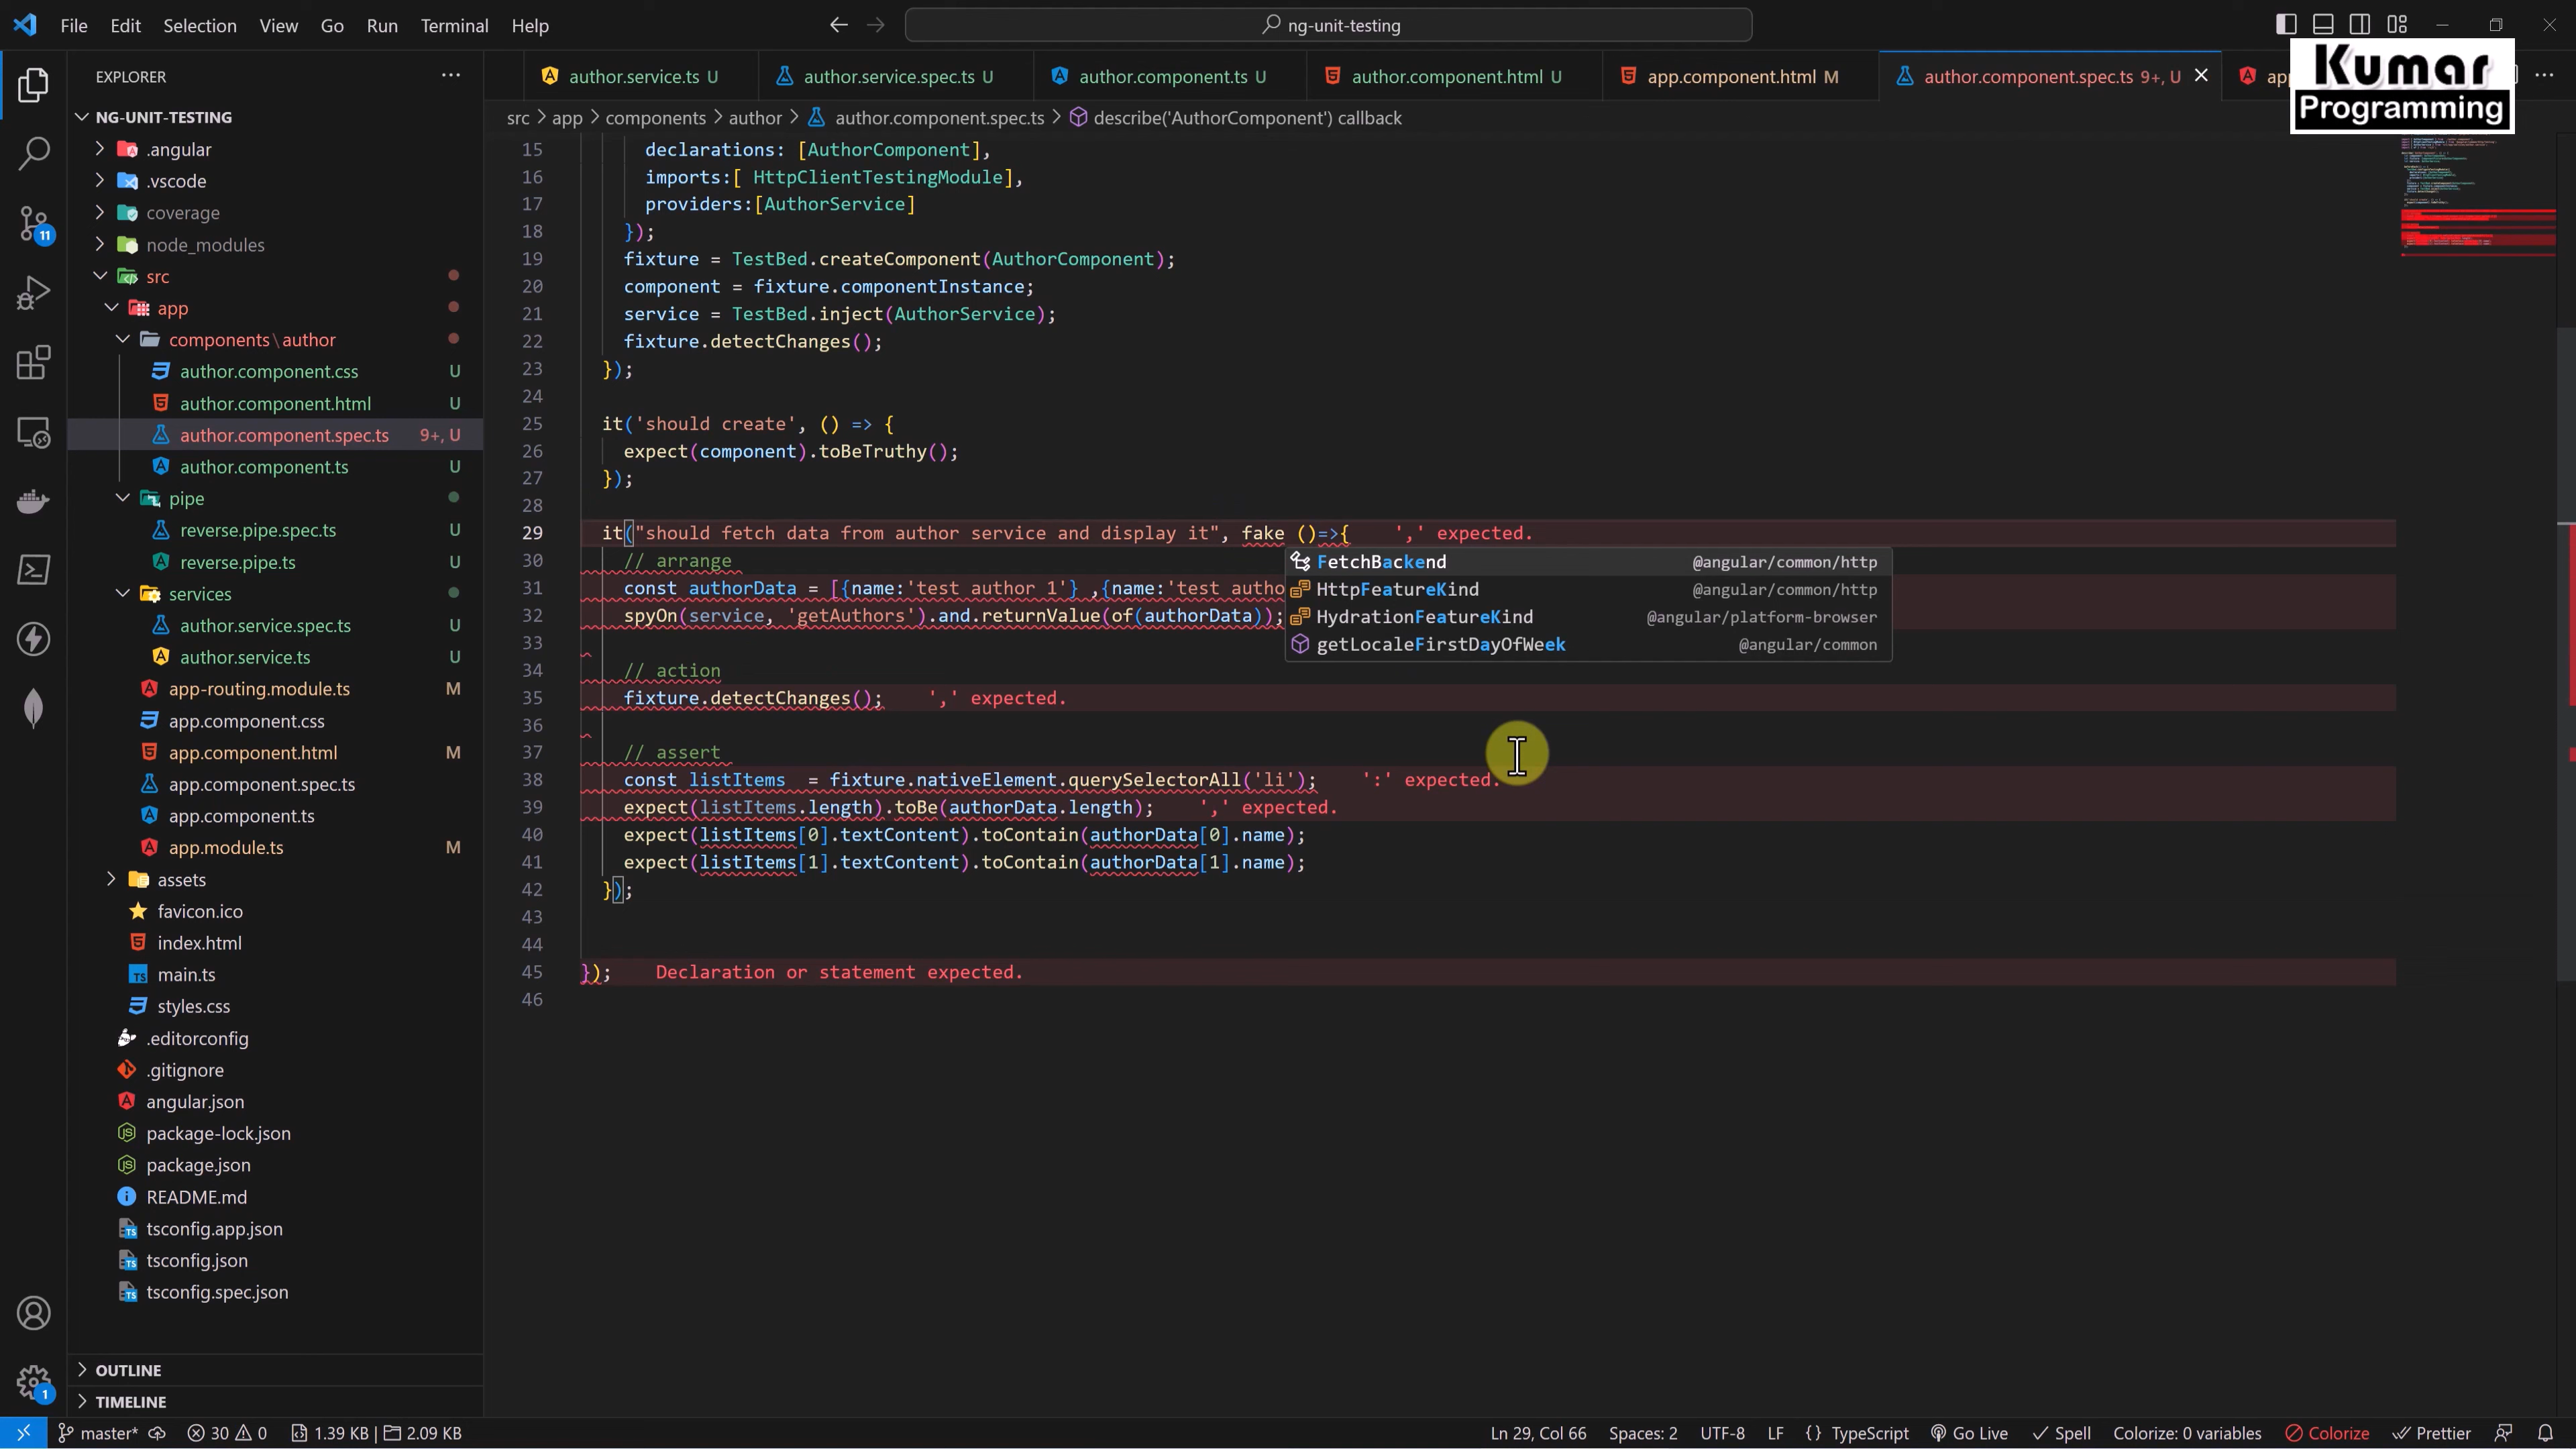 File Edit Selection View Go Run Terminal Help
ng-unit-testing
Kumar
Programming
EXPLORER
author.service.ts U
author.service.spec.ts U
author.component.ts U
author.component.html U
app.component.html M
author.component.spec.ts 9+, U
src > app > components > author > author.component.spec.ts > describe('AuthorComponent') callback
NG-UNIT-TESTING
.angular
.vscode
coverage
node_modules
src
app
components\author
author.component.css U
author.component.html U
author.component.spec.ts 9+, U
author.component.ts U
pipe
reverse.pipe.spec.ts U
reverse.pipe.ts U
services
author.service.spec.ts U
author.service.ts U
app-routing.module.ts M
app.component.css
app.component.html M
app.component.spec.ts
app.component.ts
app.module.ts M
assets
favicon.ico
index.html
main.ts
styles.css
.editorconfig
.gitignore
angular.json
package-lock.json
package.json
README.md
tsconfig.app.json
tsconfig.json
tsconfig.spec.json
OUTLINE
TIMELINE
11
1
15 declarations: [AuthorComponent],
16 imports:[ HttpClientTestingModule],
17 providers:[AuthorService]
18 });
19 fixture = TestBed.createComponent(AuthorComponent);
20 component = fixture.componentInstance;
21 service = TestBed.inject(AuthorService);
22 fixture.detectChanges();
23 });
24
25 it('should create', () => {
26 expect(component).toBeTruthy();
27 });
28
29 it("should fetch data from author service and display it", fake ()=>{ ',' expected.
30 // arrange
31 const authorData = [{name:'test author 1'} ,{name:'test autho
32 spyOn(service, 'getAuthors').and.returnValue(of(authorData));
33
34 // action
35 fixture.detectChanges(); ',' expected.
36
37 // assert
38 const listItems = fixture.nativeElement.querySelectorAll('li'); ':' expected.
39 expect(listItems.length).toBe(authorData.length); ',' expected.
40 expect(listItems[0].textContent).toContain(authorData[0].name);
41 expect(listItems[1].textContent).toContain(authorData[1].name);
42 });
43
44
45 }); Declaration or statement expected.
46
FetchBackend @angular/common/http
HttpFeatureKind @angular/common/http
HydrationFeatureKind @angular/platform-browser
getLocaleFirstDayOfWeek @angular/common
master* 30 0 1.39 KB | 2.09 KB
Ln 29, Col 66 Spaces: 2 UTF-8 LF {} TypeScript Go Live Spell Colorize: 0 variables Colorize Prettier